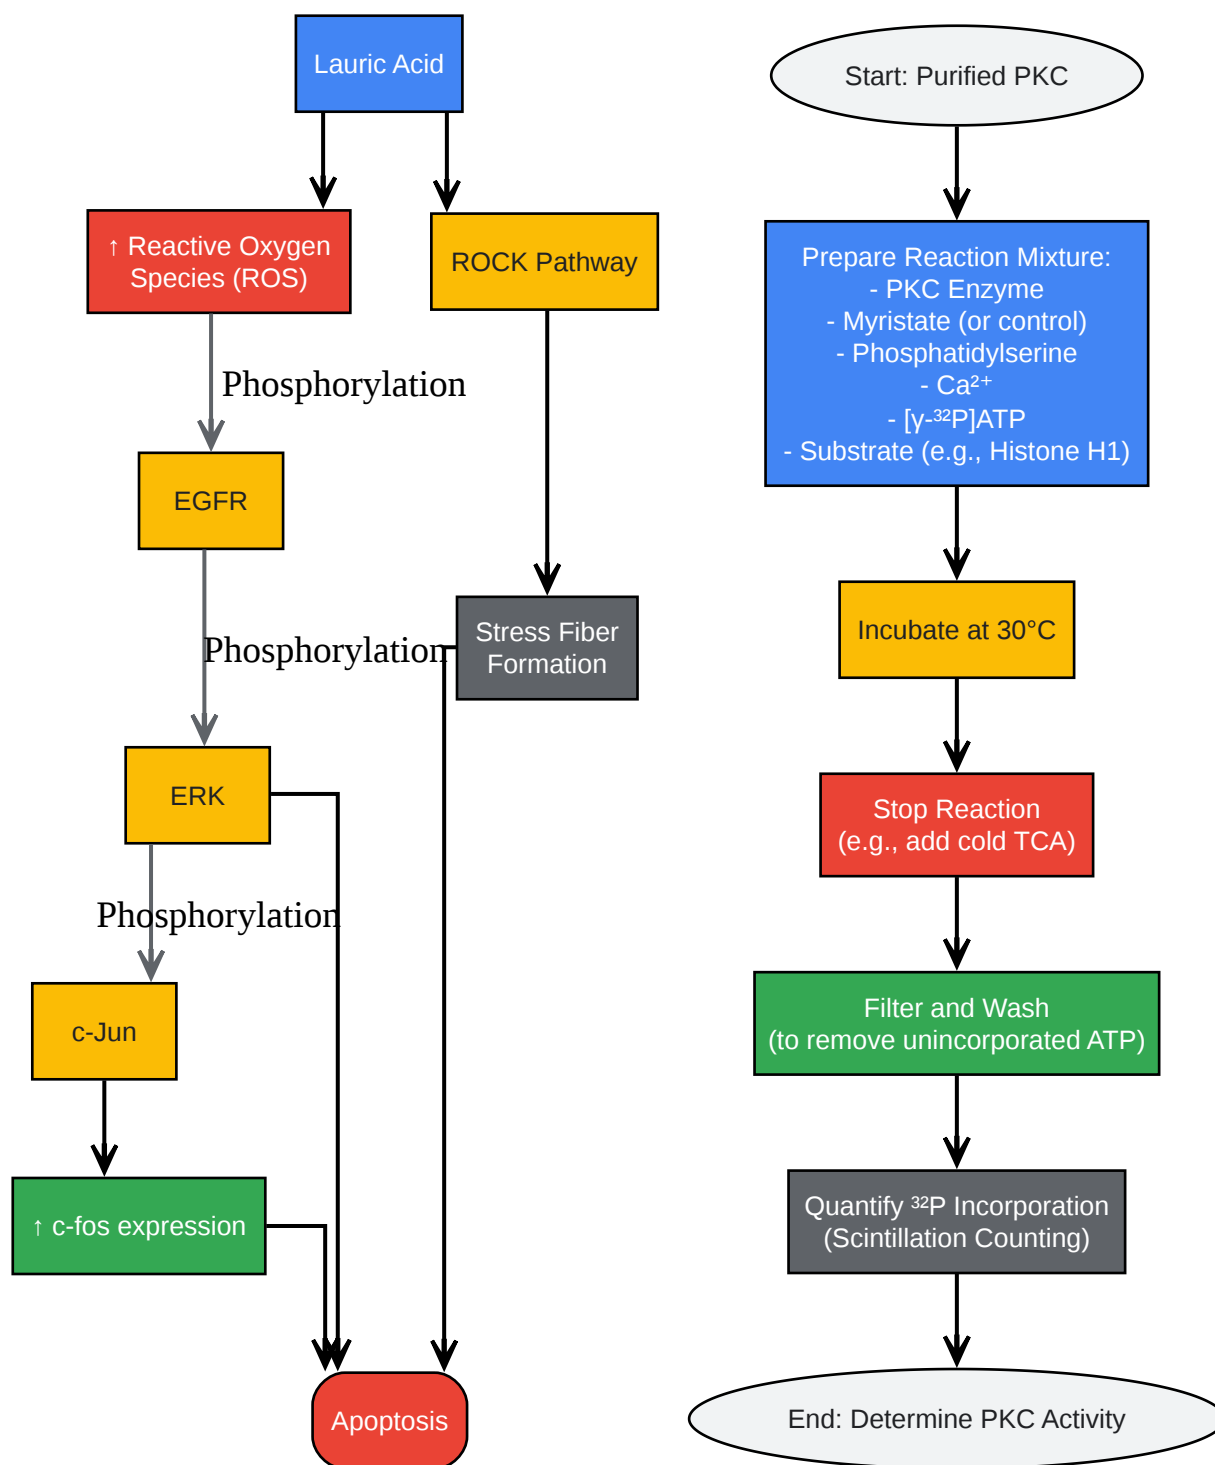 Lauric Acid
↑ Reactive Oxygen
Species (ROS)
ROCK Pathway
Phosphorylation
EGFR
Phosphorylation
Stress Fiber
Formation
ERK
Phosphorylation
c-Jun
↑ c-fos expression
Apoptosis
Start: Purified PKC
Prepare Reaction Mixture:
- PKC Enzyme
- Myristate (or control)
- Phosphatidylserine
- Ca²⁺
- [γ-³²P]ATP
- Substrate (e.g., Histone H1)
Incubate at 30°C
Stop Reaction
(e.g., add cold TCA)
Filter and Wash
(to remove unincorporated ATP)
Quantify ³²P Incorporation
(Scintillation Counting)
End: Determine PKC Activity